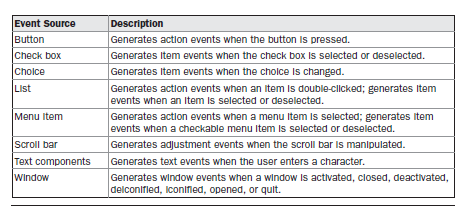 Event Source Description
Button Generates action events when the button is pressed.
Check box Generates item events when the check box is selected or deselected.
Choice Generates item events when the choice is changed.
List Generates action events when an item is double-clicked; generates item
events when an item is selected or deselected.
Menu Item Generates action events when a menu item is selected; generates item
events when a checkable menu item is selected or deselected.
Scroll bar Generates adjustment events when the scroll bar is manipulated.
Text components Generates text events when the user enters a character.
Window Generates window events when a window is activated, closed, deactivated,
deiconified, iconified, opened, or quit.